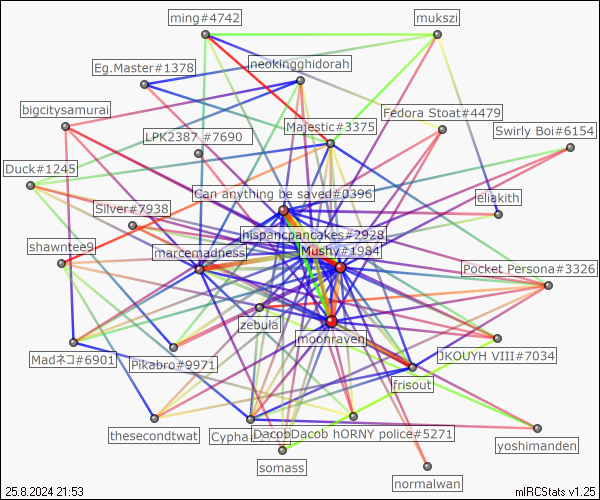 ming#4742
mukszi
Eg.Master#1378
neokingghidorah
bigcitysamurai
Fedora Stoat#4479
LPK2387 #7690
Majestic#3375
Swirly Boi#6154
Duck#1245
Can anything be saved#0396
eliakith
Silver#7938
hispanicpancakes#2928
shawntee9
marcemadness
Mushy#1984
Pocket Persona#3326
zebula
moonraven
Madネコ#6901
Pikabro#9971
JKOUYH VIII#7034
frisout
thesecondtwat
DacobDacob hORNY police#5271
yoshimanden
somass
normalwan
25.8.2024 21:53
mIRCStats v1.25